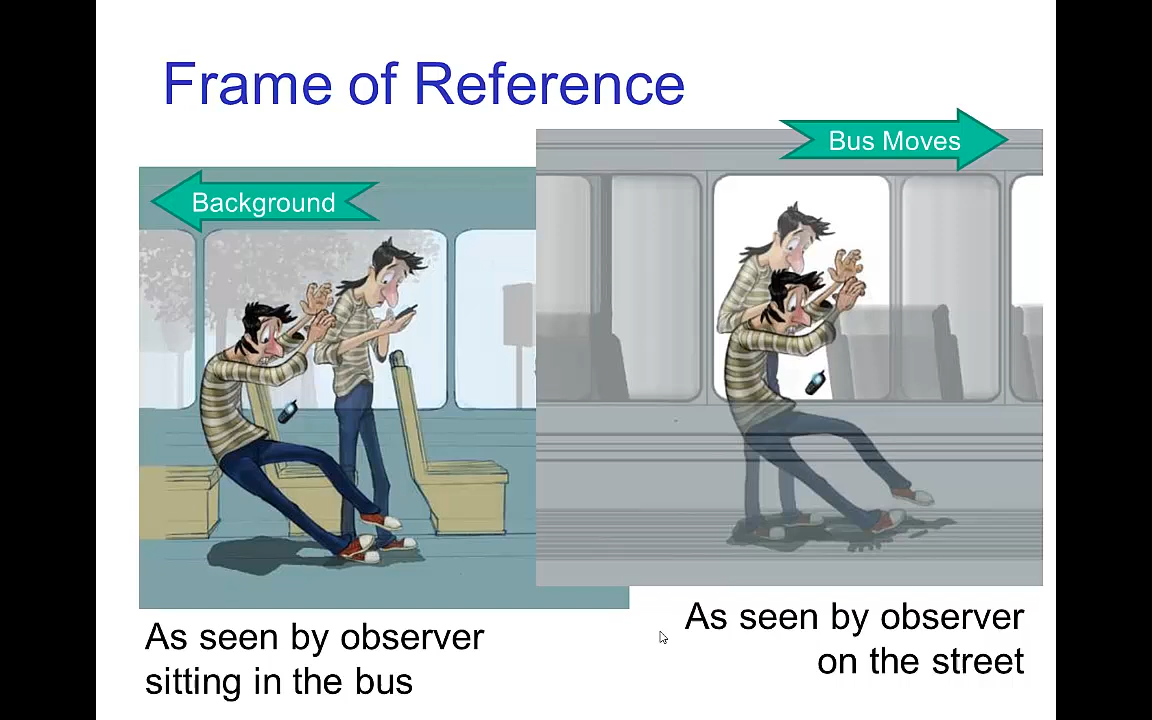 Frame of Reference
Bus Moves
Background
As seen by observer
sitting in the bus
As seen by observer
on the street